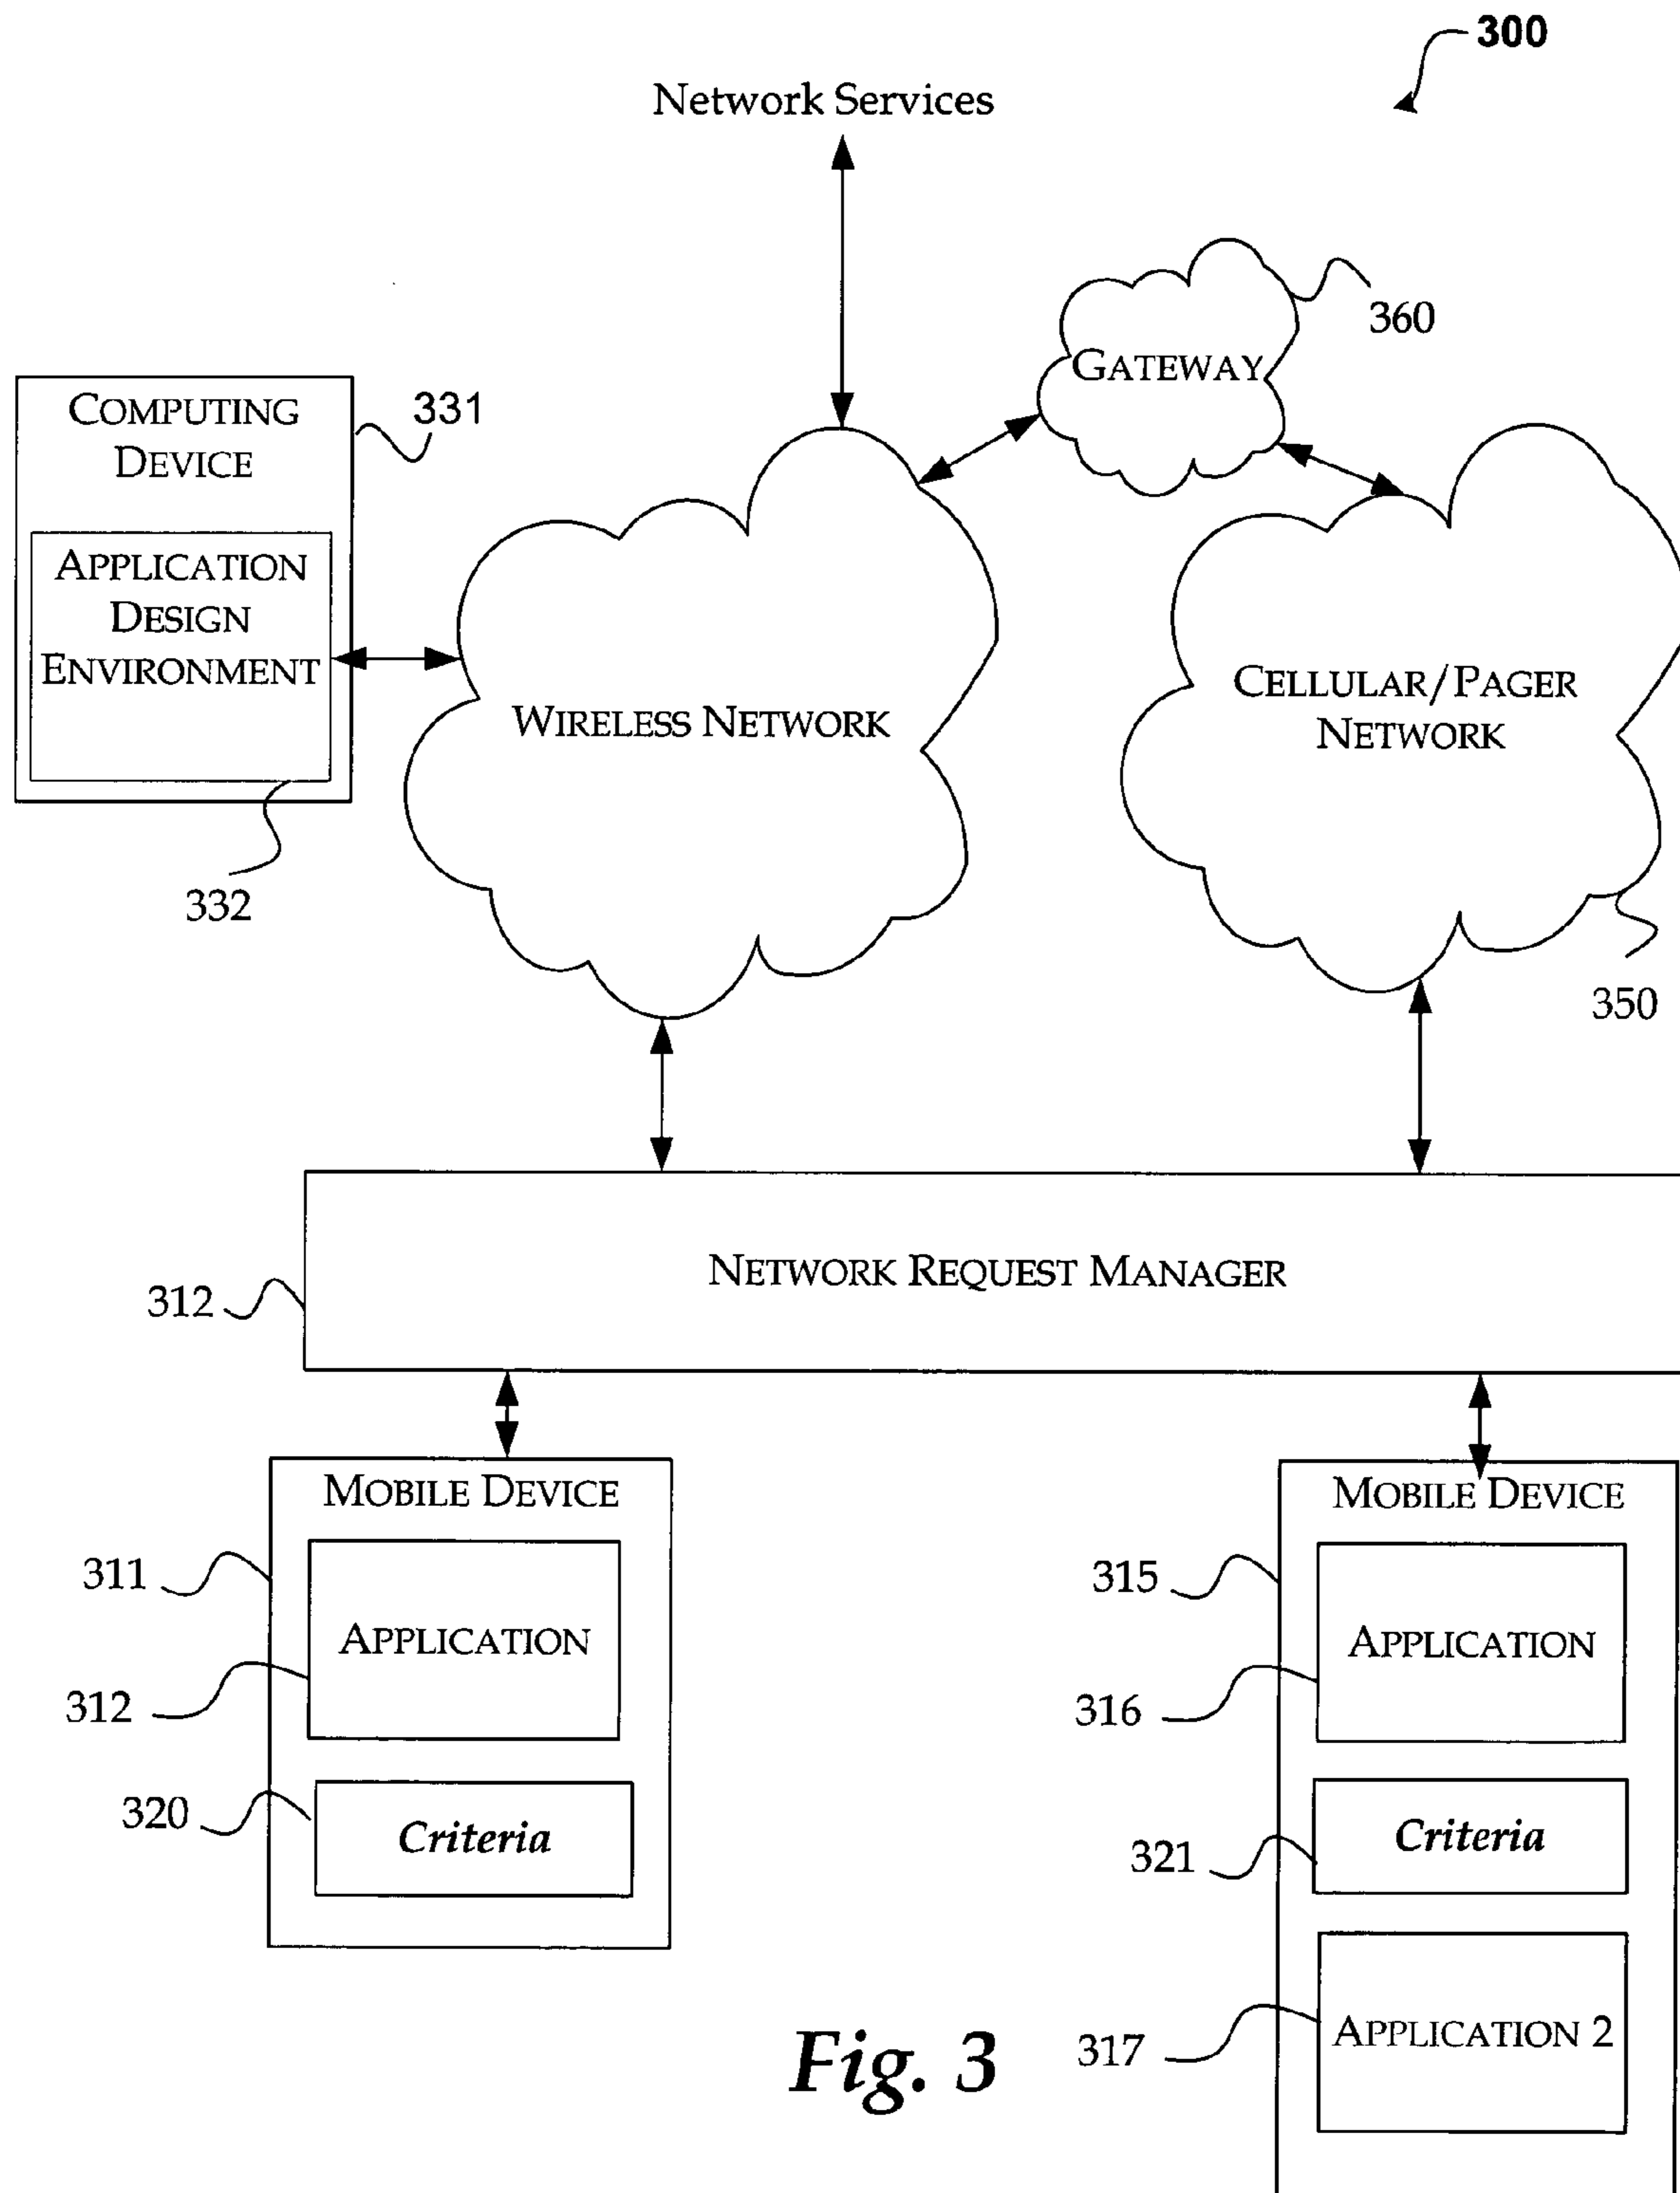 300
Network Services
360
GATEWAY
COMPUTING
DEVICE
331
APPLICATION
DESIGN
ENVIRONMENT
332
WIRELESS NETWORK
CELLULAR/PAGER
NETWORK
350
NETWORK REQUEST MANAGER
312
MOBILE DEVICE
311
APPLICATION
312
320
Criteria
MOBILE DEVICE
315
APPLICATION
316
Criteria
321
APPLICATION 2
317
Fig. 3